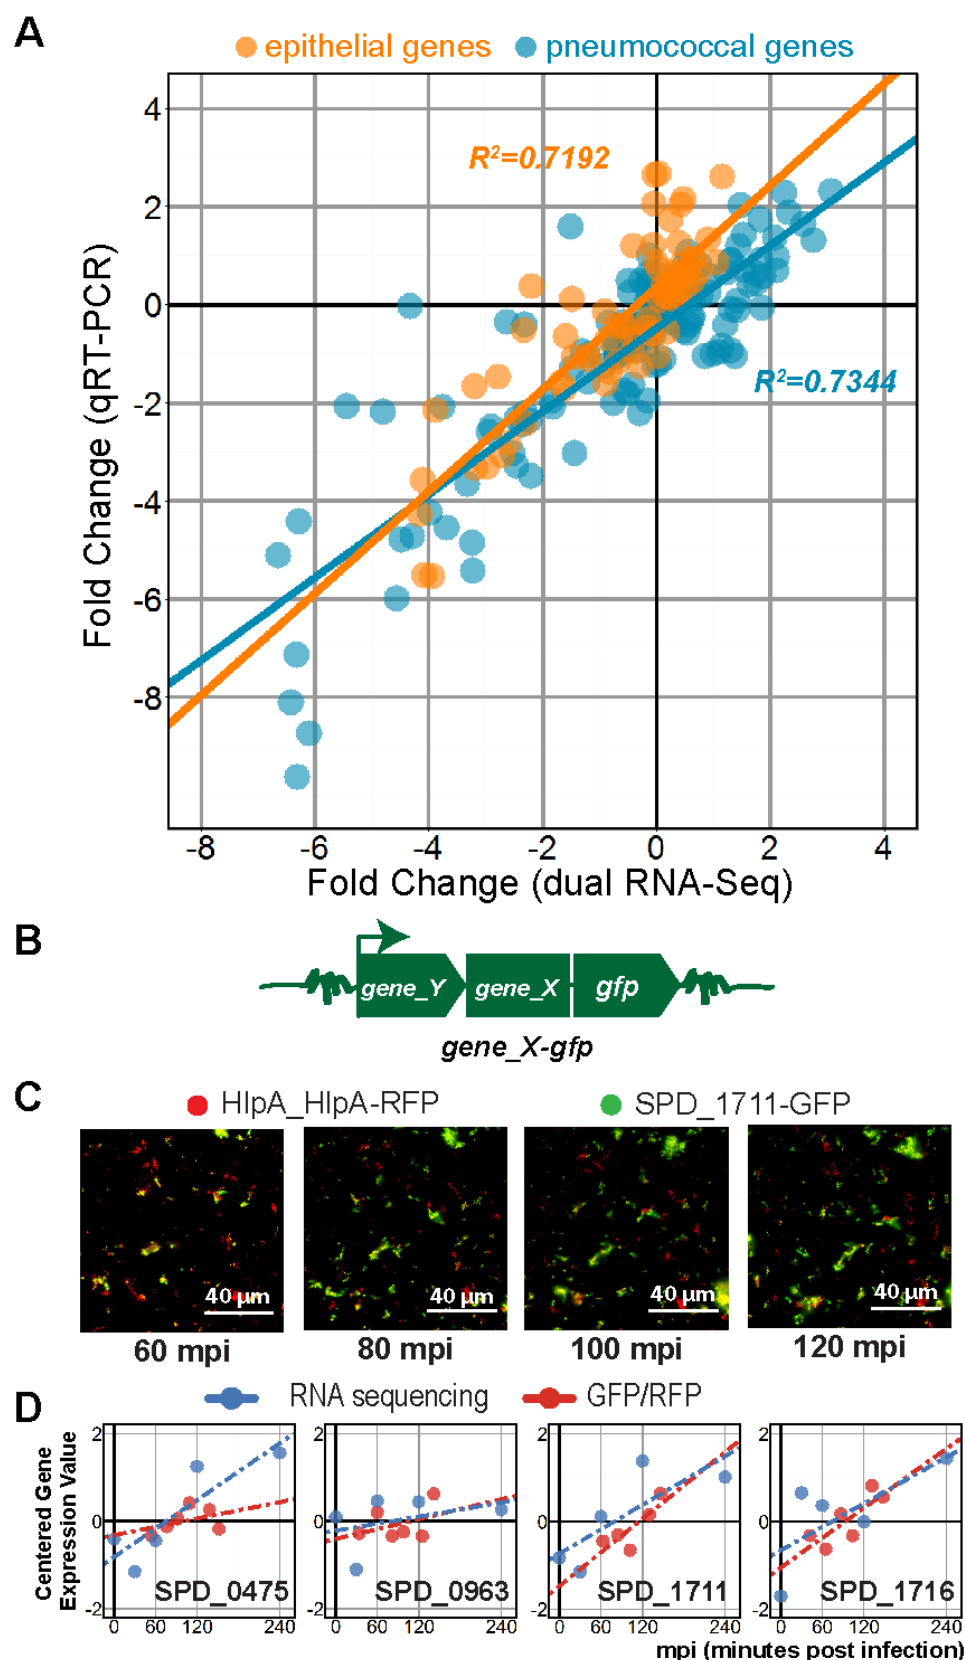 A
epithelial genes pneumococcal genes
Fold Change (qRT-PCR)
4
2
0
-2
-4
-6
-8
R²=0.7192
R²=0.7344
-8 -6 -4 -2 0 2 4
Fold Change (dual RNA-Seq)
B
gene_Y gene_X gfp
gene_X-gfp
C
HlpA_HlpA-RFP SPD_1711-GFP
40 µm 40 µm 40 µm 40 µm
60 mpi 80 mpi 100 mpi 120 mpi
D
RNA sequencing GFP/RFP
Centered Gene
Expression Value
2 2 2 2
0 0 0 0
-2 -2 -2 -2
SPD_0475 SPD_0963 SPD_1711 SPD_1716
0 60 120 240 0 60 120 240 0 60 120 240 0 60 120 240
mpi (minutes post infection)